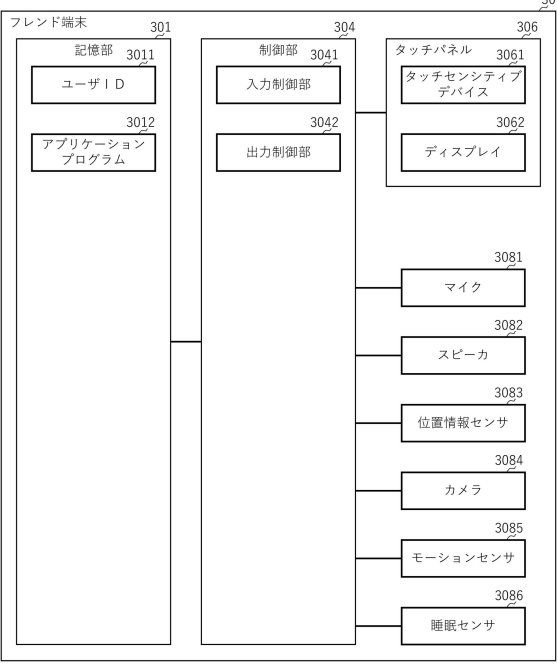 30
フレンド端末
301
記憶部
3011
ユーザID
3012
アプリケーション
プログラム
304
制御部
3041
入力制御部
3042
出力制御部
306
タッチパネル
3061
タッチセンシティブ
デバイス
3062
ディスプレイ
3081
マイク
3082
スピーカ
3083
位置情報センサ
3084
カメラ
3085
モーションセンサ
3086
睡眠センサ